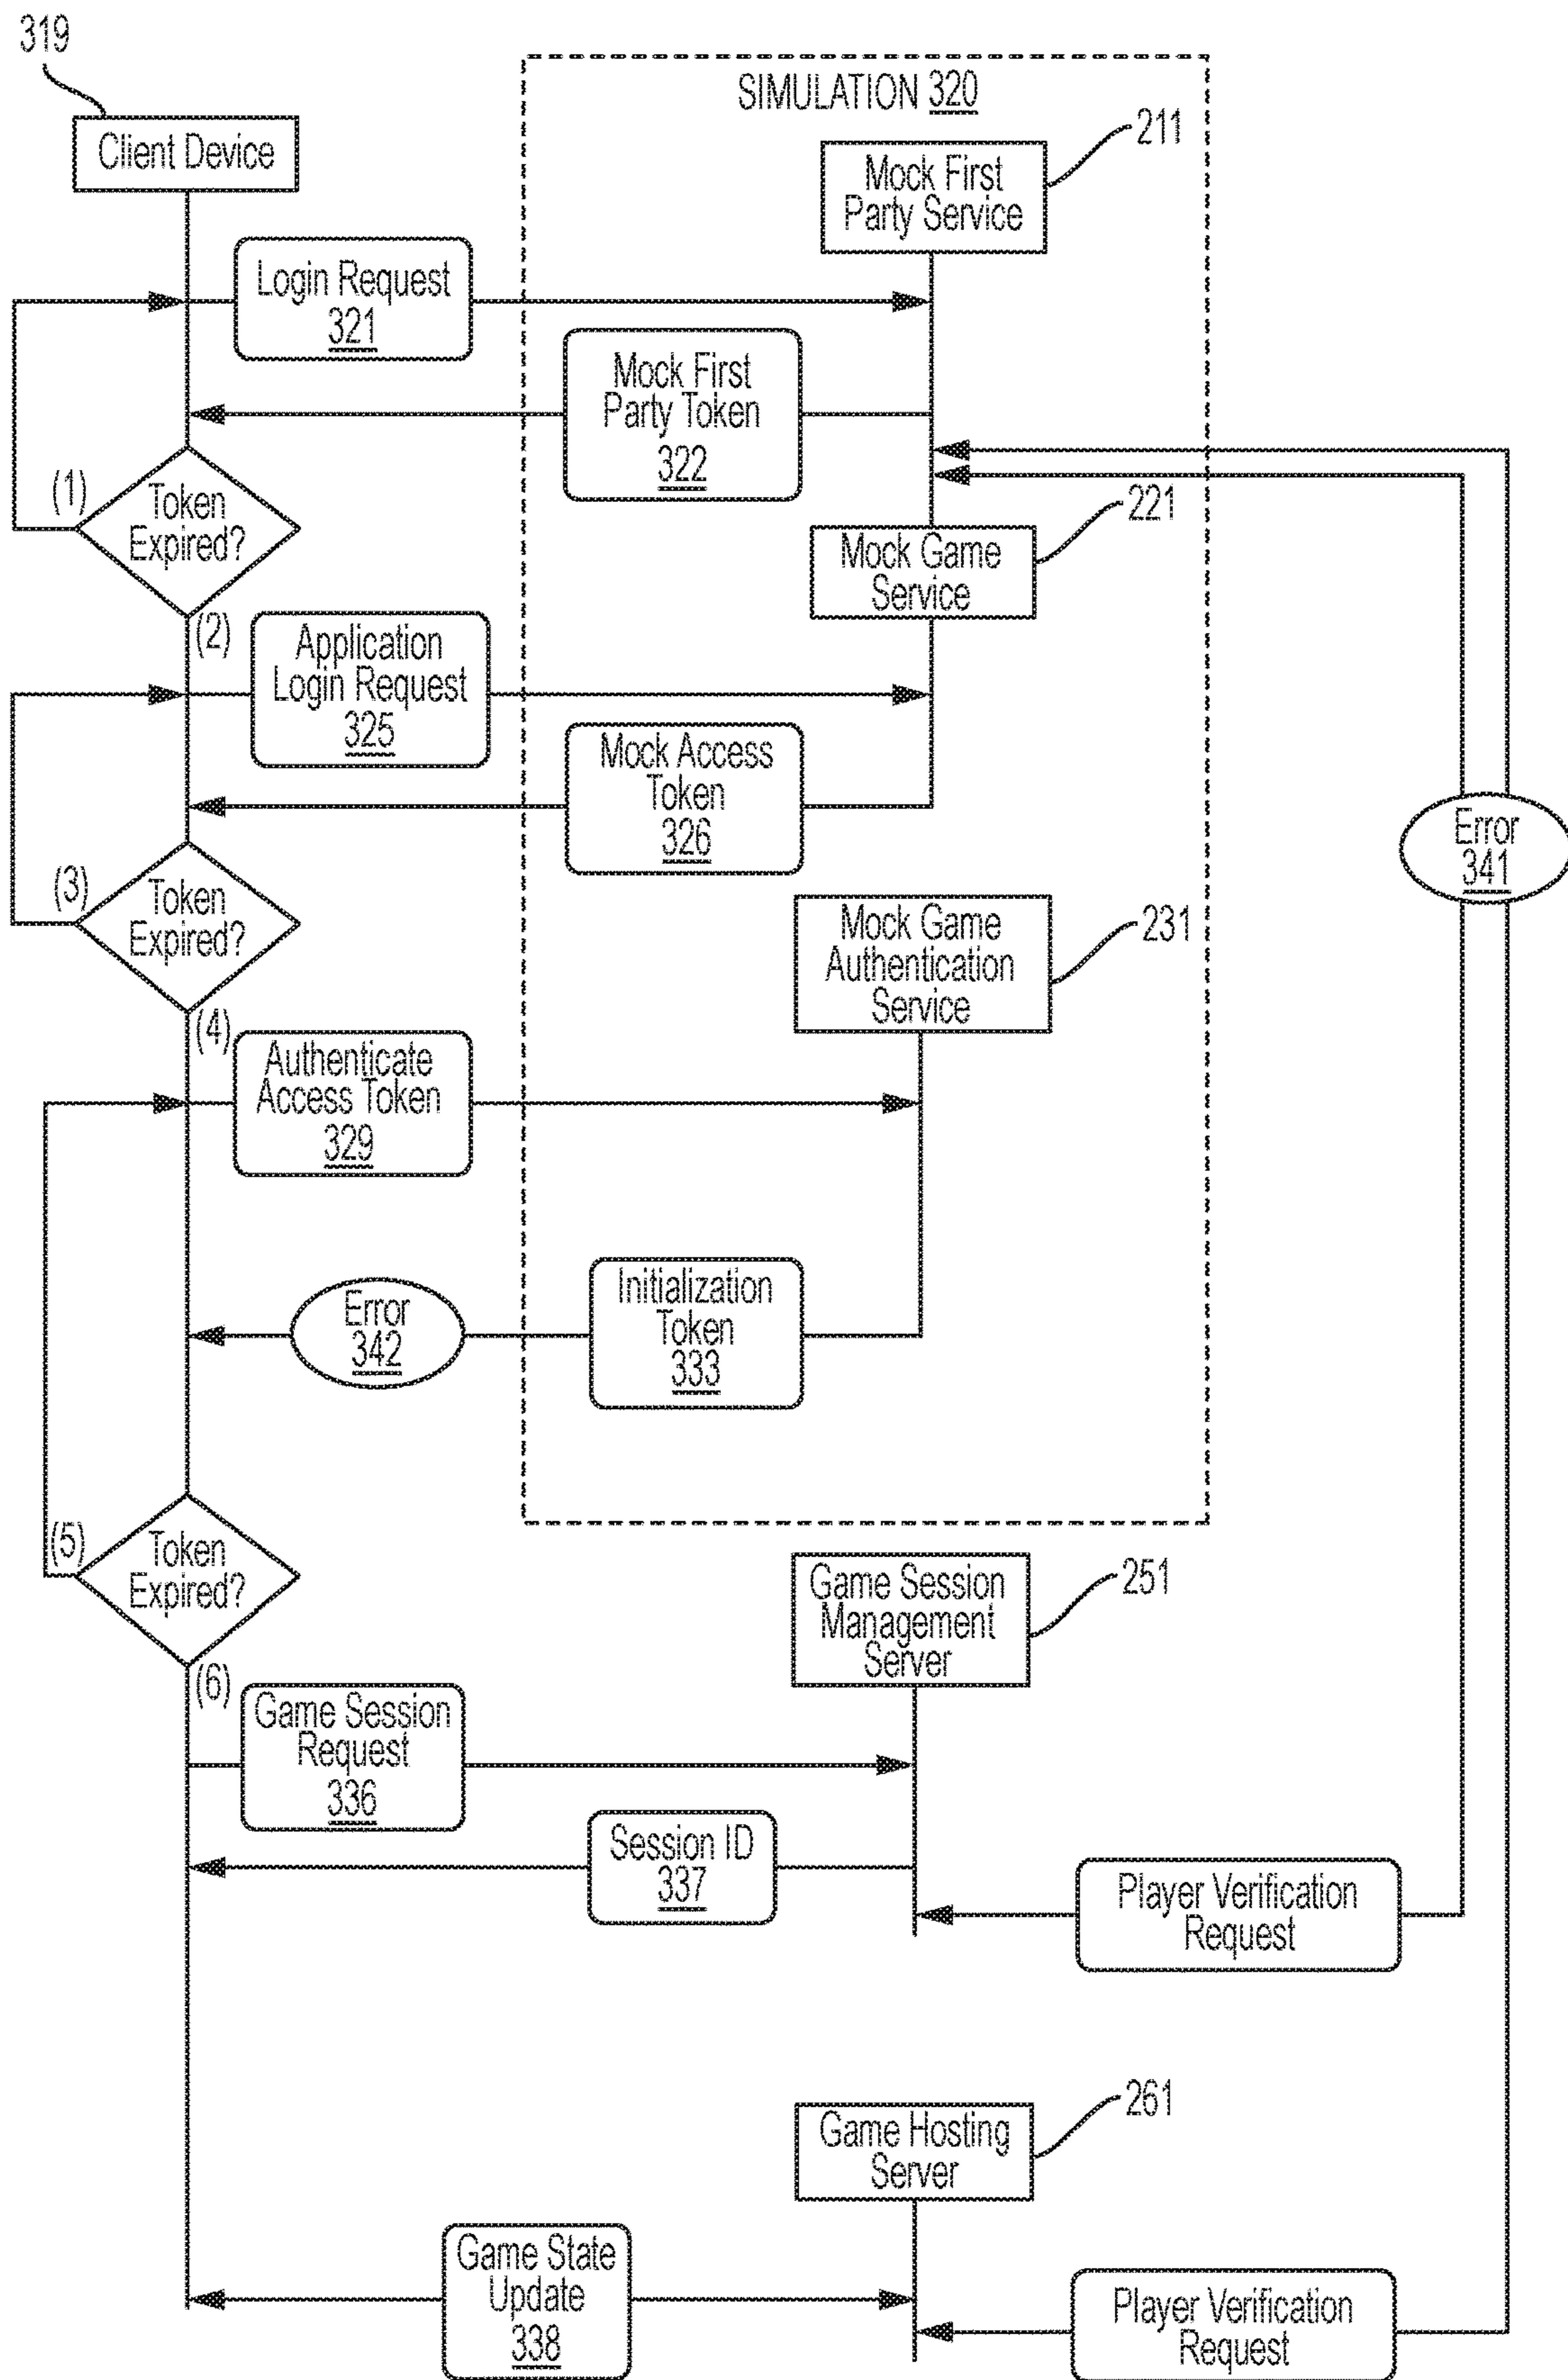 319
Client Device
SIMULATION 320
211
Mock First
Party Service
Login Request
321
Mock First
Party Token
322
(1)
Token
Expired?
221
Mock Game
Service
(2)
Application
Login Request
325
Mock Access
Token
326
Error
341
(3)
Token
Expired?
231
Mock Game
Authentication
Service
(4)
Authenticate
Access Token
329
Error
342
Initialization
Token
333
(5)
Token
Expired?
251
Game Session
Management
Server
(6)
Game Session
Request
336
Session ID
337
Player Verification
Request
261
Game Hosting
Server
Game State
Update
338
Player Verification
Request